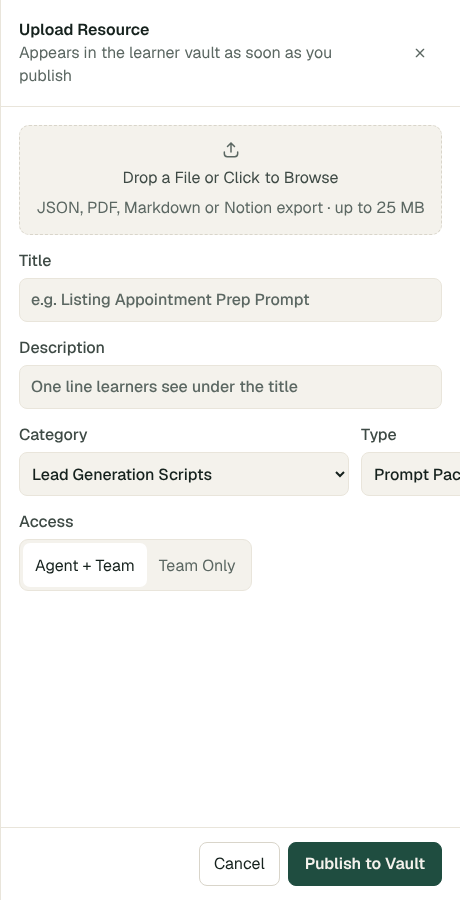 Upload Resource
Appears in the learner vault as soon as you
publish
×
Drop a File or Click to Browse
JSON, PDF, Markdown or Notion export · up to 25 MB
Title
e.g. Listing Appointment Prep Prompt
Description
One line learners see under the title
Category
Type
Lead Generation Scripts
Prompt Pac
Access
Agent + Team
Team Only
Cancel
Publish to Vault